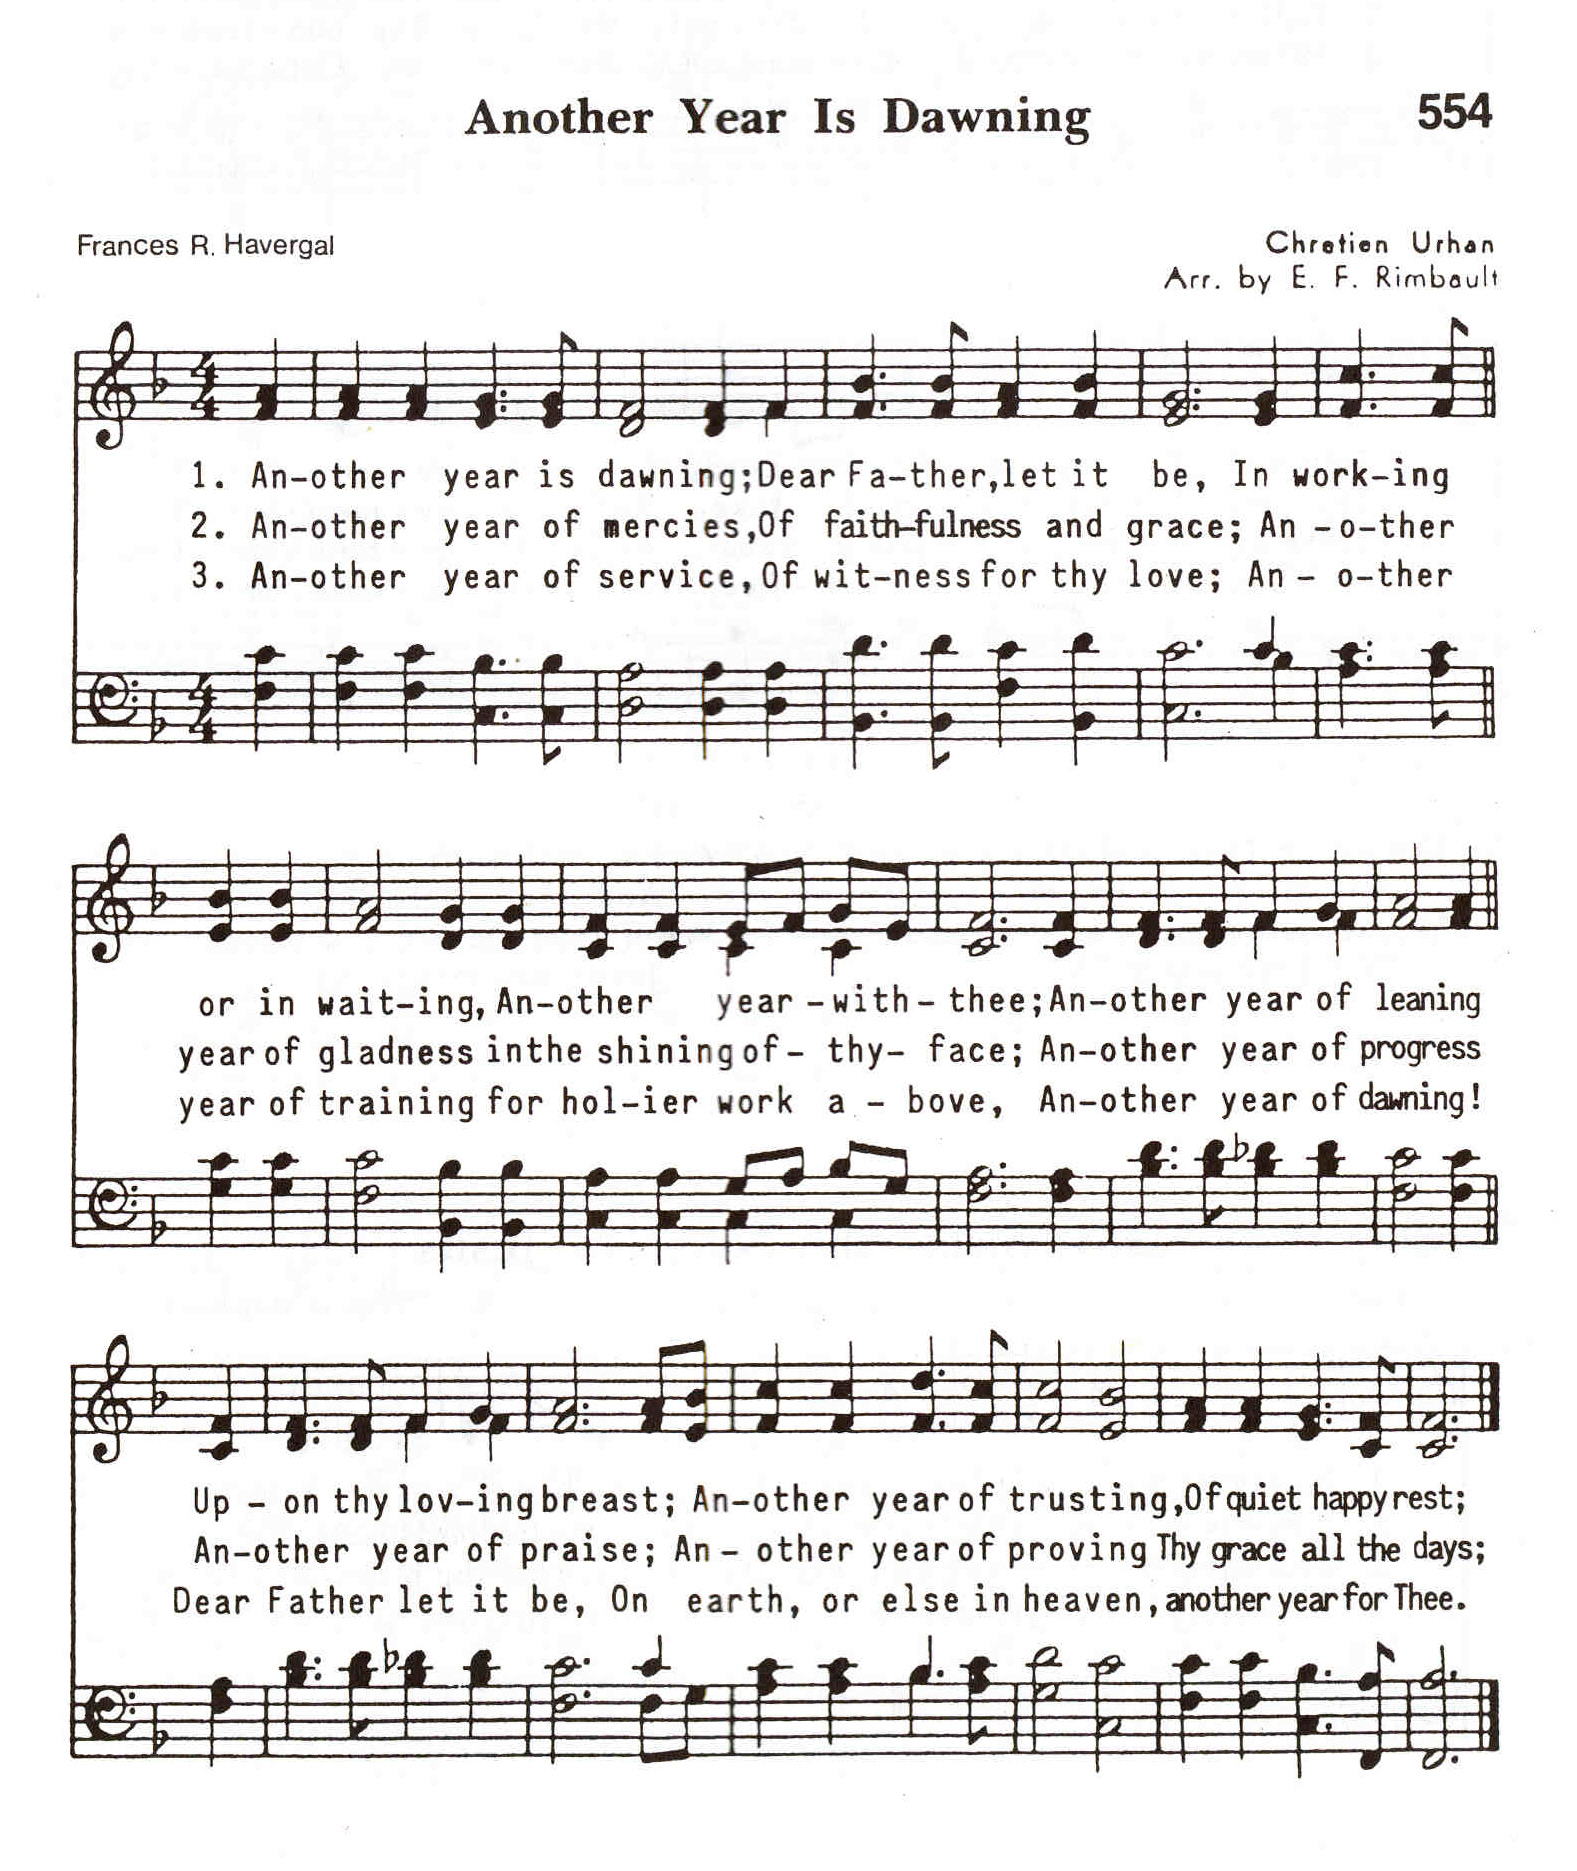 Another Year Is Dawning
554
Frances R. Havergal
Chretien Urhan
Arr. by E. F. Rimbault
1. An-other year is dawning;Dear Fa-ther,let it be, In work-ing
2. An-other year of mercies,Of faith-fulness and grace; An -o-ther
3. An-other year of service,Of wit-ness for thy love; An - o-ther
or in wait-ing, An-other year -with- thee;An-other year of leaning
year of gladness in the shining of- thy- face; An-other year of progress
year of training for hol-ier work a - bove, An-other year of dawning!
Up - on thy lov-ing breast; An-other year of trusting,Of quiet happy rest;
An-other year of praise; An - other year of proving Thy grace all the days;
Dear Father let it be, On earth, or else in heaven, another year for Thee.